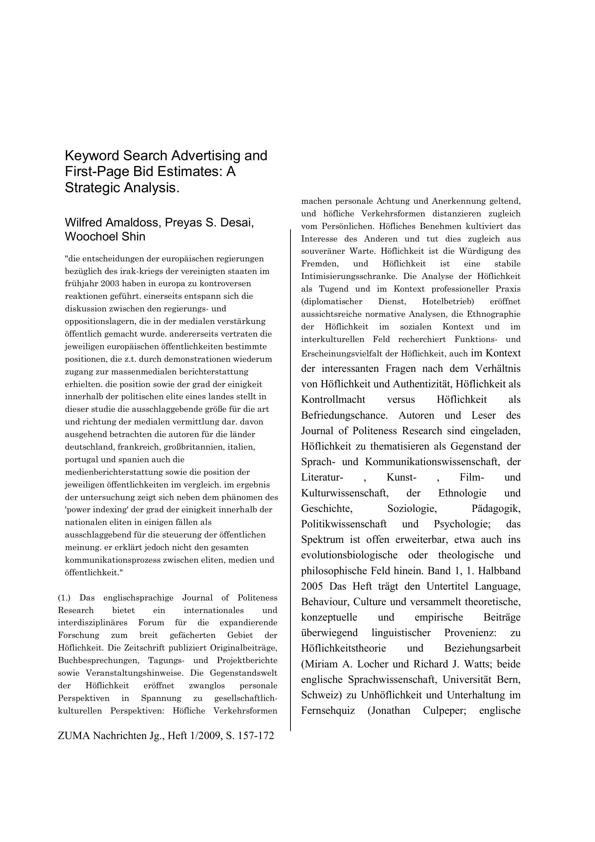 Keyword Search Advertising and
First-Page Bid Estimates: A
Strategic Analysis.
Wilfred Amaldoss, Preyas S. Desai,
Woochoel Shin
"die entscheidungen der europäischen regierungen
bezüglich des irak-kriegs der vereinigten staaten im
frühjahr 2003 haben in europa zu kontroversen
reaktionen geführt. einerseits entspann sich die
diskussion zwischen den regierungs- und
oppositionslagern, die in der medialen verstärkung
öffentlich gemacht wurde. andererseits vertraten die
jeweiligen europäischen öffentlichkeiten bestimmte
positionen, die z.t. durch demonstrationen wiederum
zugang zur massenmedialen berichterstattung
erhielten. die position sowie der grad der einigkeit
innerhalb der politischen elite eines landes stellt in
dieser studie die ausschlaggebende größe für die art
und richtung der medialen vermittlung dar. davon
ausgehend betrachten die autoren für die länder
deutschland, frankreich, großbritannien, italien,
portugal und spanien auch die
medienberichterstattung sowie die position der
jeweiligen öffentlichkeiten im vergleich. im ergebnis
der untersuchung zeigt sich neben dem phänomen des
'power indexing' der grad der einigkeit innerhalb der
nationalen eliten in einigen fällen als
ausschlaggebend für die steuerung der öffentlichen
meinung. er erklärt jedoch nicht den gesamten
kommunikationsprozess zwischen eliten, medien und
öffentlichkeit."
(1.) Das englischsprachige Journal of Politeness
Research bietet ein internationales und
interdisziplinäres Forum für die expandierende
Forschung zum breit gefächerten Gebiet der
Höflichkeit. Die Zeitschrift publiziert Originalbeiträge,
Buchbesprechungen, Tagungs- und Projektberichte
sowie Veranstaltungshinweise. Die Gegenstandswelt
der Höflichkeit eröffnet zwanglos personale
Perspektiven in Spannung zu gesellschaftlich-
kulturellen Perspektiven: Höfliche Verkehrsformen
machen personale Achtung und Anerkennung geltend,
und höfliche Verkehrsformen distanzieren zugleich
vom Persönlichen. Höfliches Benehmen kultiviert das
Interesse des Anderen und tut dies zugleich aus
souveräner Warte. Höflichkeit ist die Würdigung des
Fremden, und Höflichkeit ist eine stabile
Intimisierungsschranke. Die Analyse der Höflichkeit
als Tugend und im Kontext professioneller Praxis
(diplomatischer Dienst, Hotelbetrieb) eröffnet
aussichtsreiche normative Analysen, die Ethnographie
der Höflichkeit im sozialen Kontext und im
interkulturellen Feld recherchiert Funktions- und
Erscheinungsvielfalt der Höflichkeit, auch im Kontext
der interessanten Fragen nach dem Verhältnis
von Höflichkeit und Authentizität, Höflichkeit als
Kontrollmacht versus Höflichkeit als
Befriedungschance. Autoren und Leser des
Journal of Politeness Research sind eingeladen,
Höflichkeit zu thematisieren als Gegenstand der
Sprach- und Kommunikationswissenschaft, der
Literatur- , Kunst- , Film- und
Kulturwissenschaft, der Ethnologie und
Geschichte, Soziologie, Pädagogik,
Politikwissenschaft und Psychologie; das
Spektrum ist offen erweiterbar, etwa auch ins
evolutionsbiologische oder theologische und
philosophische Feld hinein. Band 1, 1. Halbband
2005 Das Heft trägt den Untertitel Language,
Behaviour, Culture und versammelt theoretische,
konzeptuelle und empirische Beiträge
überwiegend linguistischer Provenienz: zu
Höflichkeitstheorie und Beziehungsarbeit
(Miriam A. Locher und Richard J. Watts; beide
englische Sprachwissenschaft, Universität Bern,
Schweiz) zu Unhöflichkeit und Unterhaltung im
Fernsehquiz (Jonathan Culpeper; englische
ZUMA Nachrichten Jg., Heft 1/2009, S. 157-172